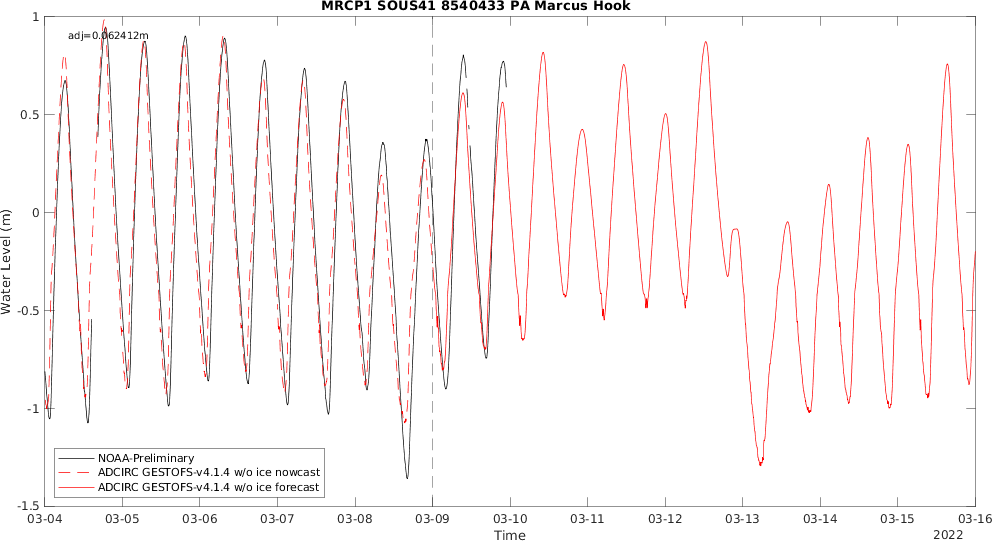 MRCP1 SOUS41 8540433 PA Marcus Hook
adj=0.062412m
1
0.5
0
-0.5
-1
-1.5
Water Level (m)
NOAA-Preliminary
ADCIRC GESTOFS-v4.1.4 w/o ice nowcast
ADCIRC GESTOFS-v4.1.4 w/o ice forecast
03-04 03-05 03-06 03-07 03-08 03-09 03-10 03-11 03-12 03-13 03-14 03-15 03-16
Time
2022